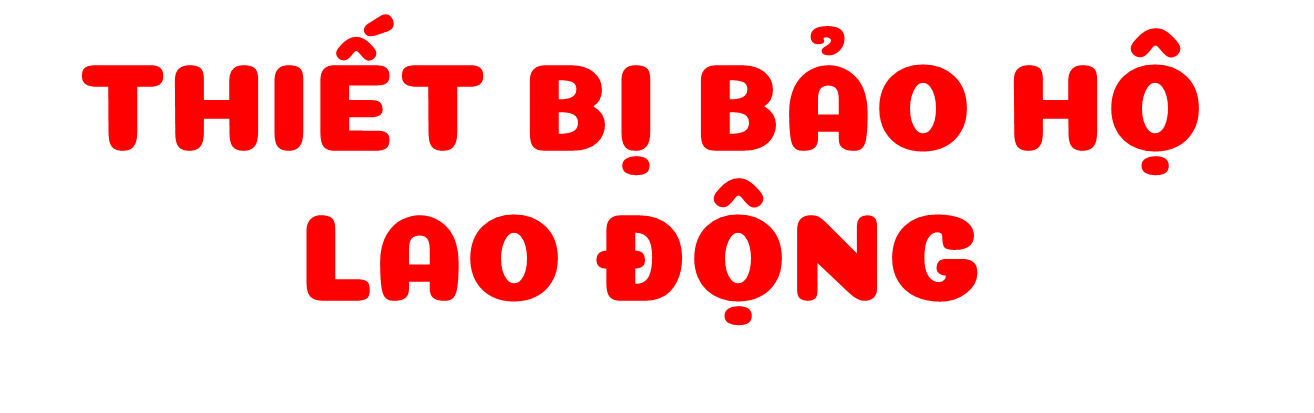 THIẾT BỊ BẢO HỘ
LAO ĐỘNG